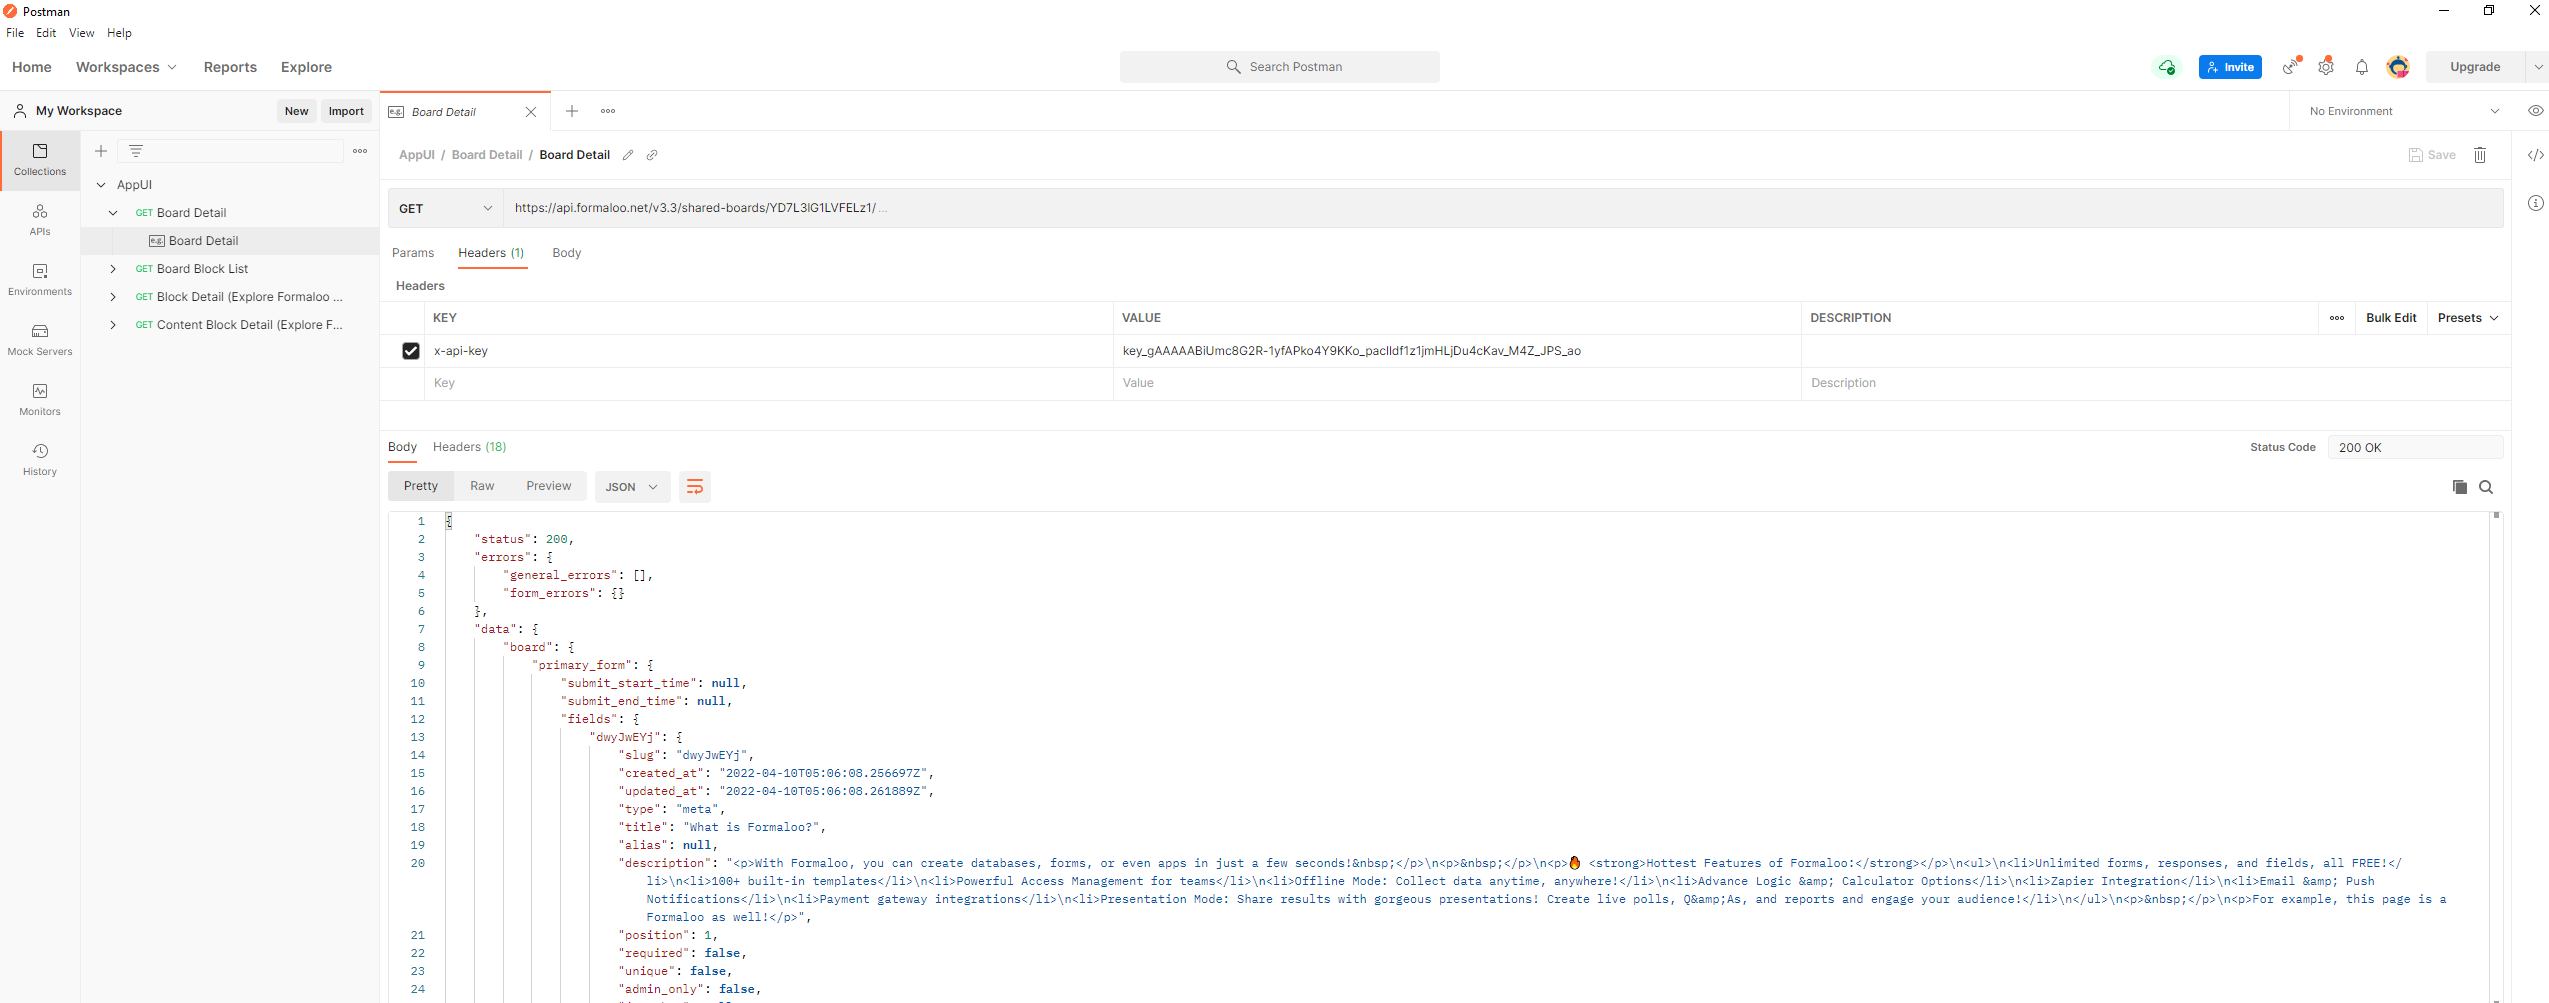 Postman
File Edit View Help
Home Workspaces Reports Explore
Search Postman
Invite
Upgrade
My Workspace
New Import
Board Detail
No Environment
Collections
APIs
Environments
Mock Servers
Monitors
History
AppUI
GET Board Detail
e.g. Board Detail
GET Board Block List
GET Block Detail (Explore Formaloo ...
GET Content Block Detail (Explore F...
AppUI / Board Detail / Board Detail
Save
GET https://api.formaloo.net/v3.3/shared-boards/YD7L3lG1LVFELz1/ ...
Params Headers (1) Body
Headers
KEY VALUE DESCRIPTION Bulk Edit Presets
x-api-key key_gAAAAABiUmc8G2R-1yfAPko4Y9KKo_pacIIdf1z1jmHLjDu4cKav_M4Z_JPS_ao
Key Value Description
Body Headers (18) Status Code 200 OK
Pretty Raw Preview JSON
1 {
2 "status": 200,
3 "errors": {
4 "general_errors": [],
5 "form_errors": {}
6 },
7 "data": {
8 "board": {
9 "primary_form": {
10 "submit_start_time": null,
11 "submit_end_time": null,
12 "fields": {
13 "dwyJwEYj": {
14 "slug": "dwyJwEYj",
15 "created_at": "2022-04-10T05:06:08.256697Z",
16 "updated_at": "2022-04-10T05:06:08.261889Z",
17 "type": "meta",
18 "title": "What is Formaloo?",
19 "alias": null,
20 "description": "<p>With Formaloo, you can create databases, forms, or even apps in just a few seconds!&nbsp;</p>\n<p>&nbsp;</p>\n<p>🔥 <strong>Hottest Features of Formaloo:</strong></p>\n<ul>\n<li>Unlimited forms, responses, and fields, all FREE!</
li>\n<li>100+ built-in templates</li>\n<li>Powerful Access Management for teams</li>\n<li>Offline Mode: Collect data anytime, anywhere!</li>\n<li>Advance Logic &amp; Calculator Options</li>\n<li>Zapier Integration</li>\n<li>Email &amp; Push
Notifications</li>\n<li>Payment gateway integrations</li>\n<li>Presentation Mode: Share results with gorgeous presentations! Create live polls, Q&amp;As, and reports and engage your audience!</li>\n</ul>\n<p>&nbsp;</p>\n<p>For example, this page is a
Formaloo as well!</p>",
21 "position": 1,
22 "required": false,
23 "unique": false,
24 "admin_only": false,